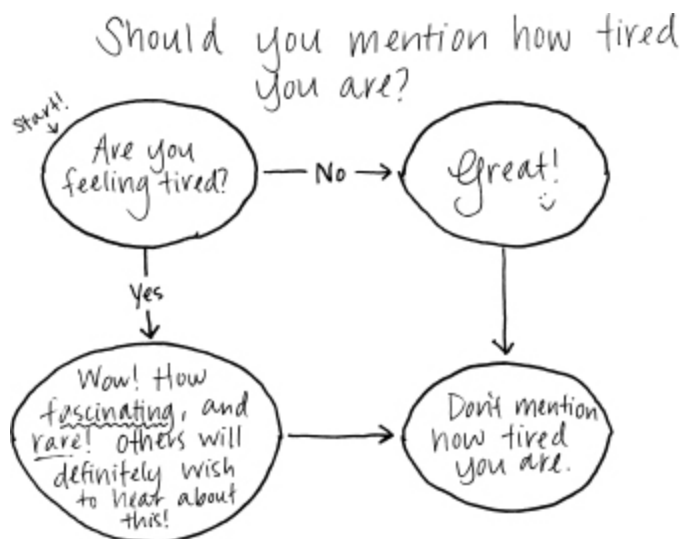 Should you mention how tired
you are?
Start!
Are you
feeling tired?
No
Great!
Yes
Wow! How
fascinating, and
rare! others will
definitely wish
to hear about
this!
Don't mention
how tired
you are.